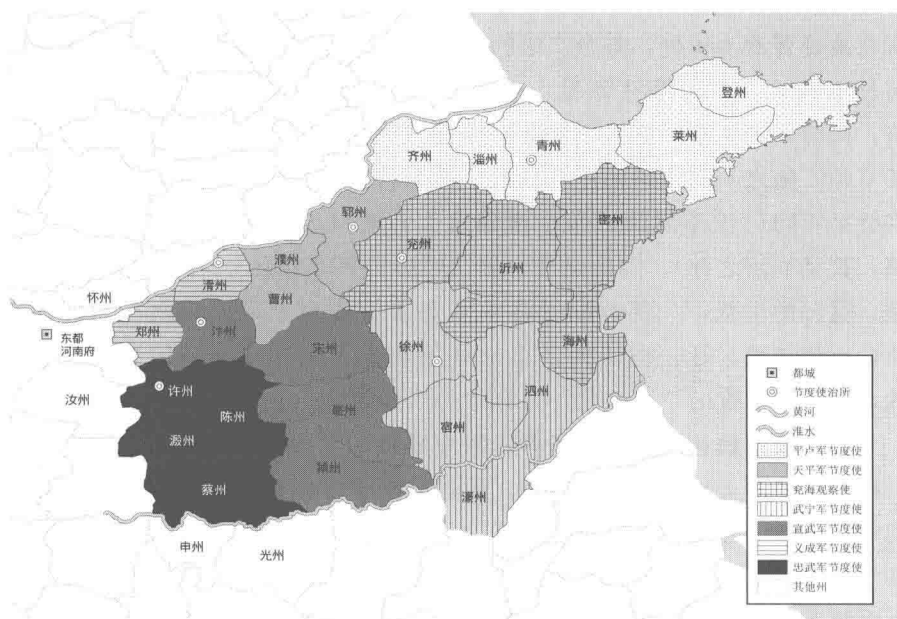 登州
莱州
青州
淄州
齐州
郓州
密州
兖州
沂州
濮州
滑州
曹州
怀州
郑州
汴州
宋州
徐州
海州
东都
河南府
许州
汝州
陈州
亳州
泗州
宿州
溵州
颍州
蔡州
濠州
申州
光州
都城
节度使治所
黄河
淮水
平卢军节度使
天平军节度使
兖海观察使
武宁军节度使
宣武军节度使
义成军节度使
忠武军节度使
其他州